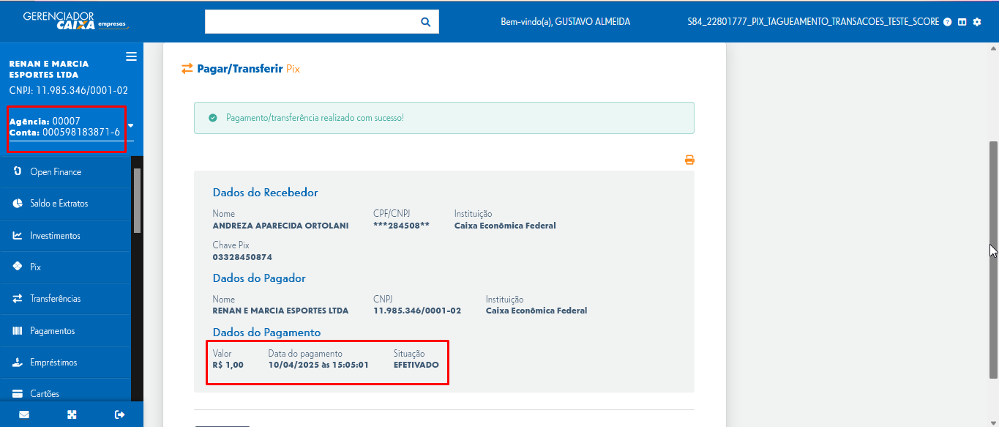 GERENCIADOR
CAIXA empresas
Bem-vindo(a), GUSTAVO ALMEIDA
S84_22801777_PIX_TAGUEAMENTO_TRANSACOES_TESTE_SCORE
RENAN E MARCIA
ESPORTES LTDA
CNPJ: 11.985.346/0001-02
Agência: 00007
Conta: 000598183871-6
Open Finance
Saldo e Extratos
Investimentos
Pix
Transferências
Pagamentos
Empréstimos
Cartões
Pagar/Transferir Pix
Pagamento/transferência realizado com sucesso!
Dados do Recebedor
Nome CPF/CNPJ Instituição
ANDREZA APARECIDA ORTOLANI ***284508** Caixa Econômica Federal
Chave Pix
03328450874
Dados do Pagador
Nome CNPJ Instituição
RENAN E MARCIA ESPORTES LTDA 11.985.346/0001-02 Caixa Econômica Federal
Dados do Pagamento
Valor Data do pagamento Situação
R$ 1,00 10/04/2025 às 15:05:01 EFETIVADO